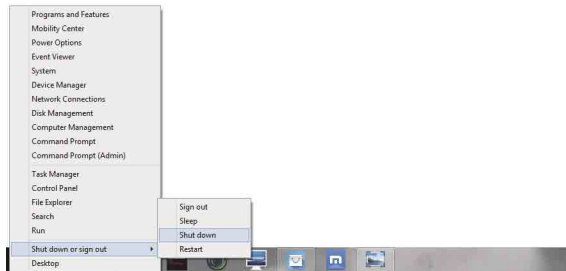 Programs and Features
Mobility Center
Power Options
Event Viewer
System
Device Manager
Network Connections
Disk Management
Computer Management
Command Prompt
Command Prompt (Admin)
Task Manager
Control Panel
File Explorer
Search
Run
Shut down or sign out
Desktop
Sign out
Sleep
Shut down
Restart